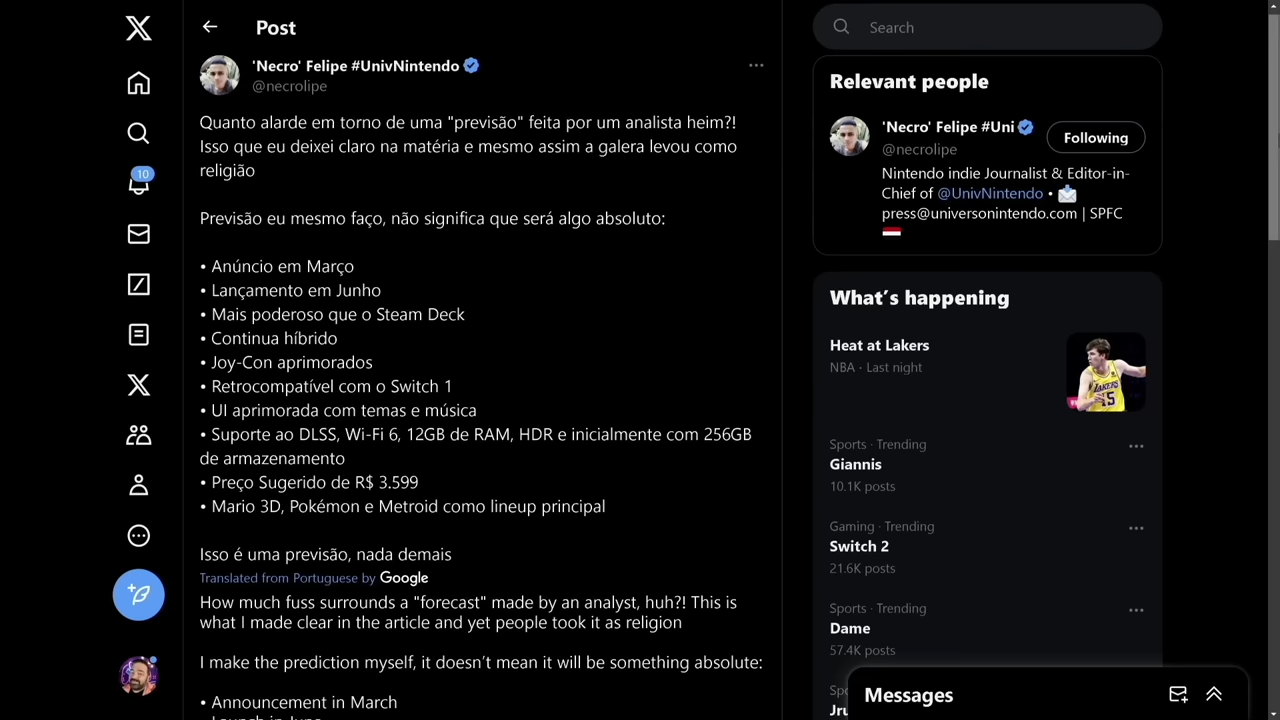 Post
'Necro' Felipe #UnivNintendo
@necrolipe
Quanto alarde em torno de uma "previsão" feita por um analista heim?!
Isso que eu deixei claro na matéria e mesmo assim a galera levou como
religião
Previsão eu mesmo faço, não significa que será algo absoluto:
• Anúncio em Março
• Lançamento em Junho
• Mais poderoso que o Steam Deck
• Continua híbrido
• Joy-Con aprimorados
• Retrocompatível com o Switch 1
• UI aprimorada com temas e música
• Suporte ao DLSS, Wi-Fi 6, 12GB de RAM, HDR e inicialmente com 256GB
de armazenamento
• Preço Sugerido de R$ 3.599
• Mario 3D, Pokémon e Metroid como lineup principal
Isso é uma previsão, nada demais
Translated from Portuguese by Google
How much fuss surrounds a "forecast" made by an analyst, huh?! This is
what I made clear in the article and yet people took it as religion
I make the prediction myself, it doesn't mean it will be something absolute:
• Announcement in March
10
Search
Relevant people
'Necro' Felipe #Uni
@necrolipe
Following
Nintendo indie Journalist & Editor-in-
Chief of @UnivNintendo •
press@universonintendo.com | SPFC
What's happening
Heat at Lakers
NBA · Last night
LAKERS
15
Sports · Trending
Giannis
10.1K posts
Gaming · Trending
Switch 2
21.6K posts
Sports · Trending
Dame
57.4K posts
Messages